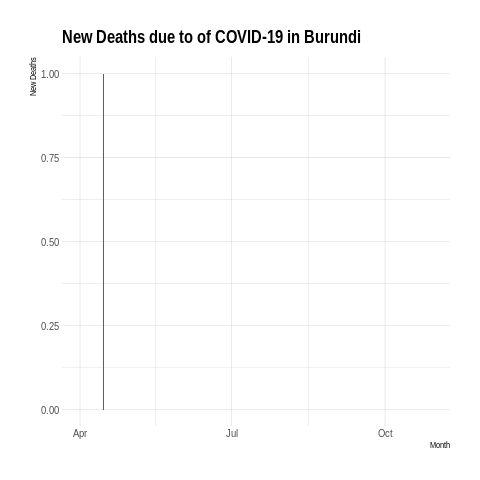 New Deaths due to of COVID-19 in Burundi
New Deaths
1.00
0.75
0.50
0.25
0.00
Apr Jul Oct
Month